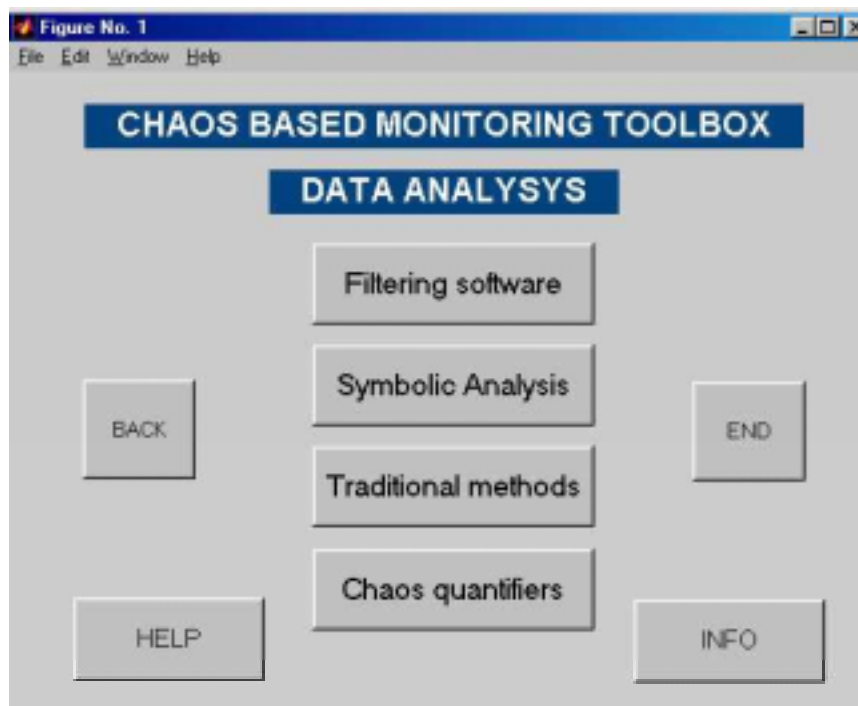 Figure No. 1
File Edit Window Help
CHAOS BASED MONITORING TOOLBOX
DATA ANALYSYS
Filtering software
Symbolic Analysis
BACK
END
Traditional methods
Chaos quantifiers
HELP
INFO